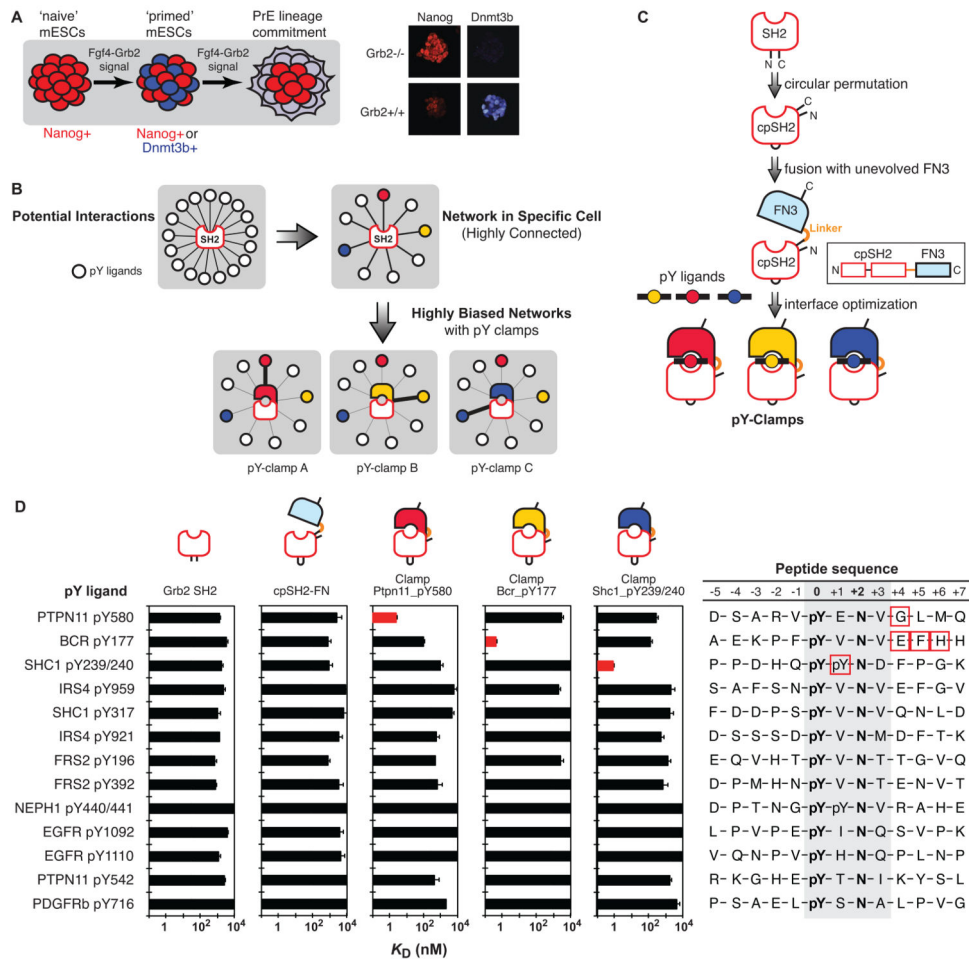 A
‘naive’
mESCs
‘primed’
mESCs
PrE lineage
commitment
Fgf4-Grb2
signal
Fgf4-Grb2
signal
Nanog+
Nanog+ or
Dnmt3b+
Nanog Dnmt3b
Grb2-/-
Grb2+/+
B
Potential Interactions
SH2
pY ligands
SH2
Network in Specific Cell
(Highly Connected)
Highly Biased Networks
with pY clamps
pY-clamp A pY-clamp B pY-clamp C
C
SH2
N C
circular permutation
C
cpSH2
N
fusion with unevolved FN3
C
FN3
Linker
N
cpSH2
cpSH2 FN3
N C
pY ligands
interface optimization
pY-Clamps
D
pY ligand
Grb2 SH2
cpSH2-FN
Clamp
Ptpn11_pY580
Clamp
Bcr_pY177
Clamp
Shc1_pY239/240
Peptide sequence
-5 -4 -3 -2 -1 0 +1 +2 +3 +4 +5 +6 +7
PTPN11 pY580 D–S–A–R–V–pY–E–N–V–G–L–M–Q
BCR pY177 A–E–K–P–F–pY–V–N–V–E–F–H–H
SHC1 pY239/240 P–P–D–H–Q–pY–pY–N–D–F–P–G–K
IRS4 pY959 S–A–F–S–N–pY–V–N–V–E–F–G–V
SHC1 pY317 F–D–D–P–S–pY–V–N–V–Q–N–L–D
IRS4 pY921 D–S–S–S–D–pY–V–N–M–D–F–T–K
FRS2 pY196 E–Q–V–H–T–pY–V–N–T–T–G–V–Q
FRS2 pY392 D–P–M–H–N–pY–V–N–T–E–N–V–T
NEPH1 pY440/441 D–P–T–N–G–pY–pY–N–V–R–A–H–E
EGFR pY1092 L–P–V–P–E–pY–I–N–Q–S–V–P–K
EGFR pY1110 V–Q–N–P–V–pY–H–N–Q–P–L–N–P
PTPN11 pY542 R–K–G–H–E–pY–T–N–I–K–Y–S–L
PDGFRb pY716 P–S–A–E–L–pY–S–N–A–L–P–V–G
1 10² 10⁴ 1 10² 10⁴ 1 10² 10⁴ 1 10² 10⁴ 1 10² 10⁴
KD (nM)